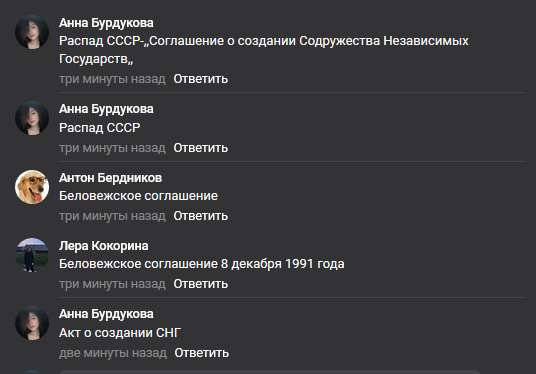 Анна Бурдукова
Распад СССР-,,Соглашение о создании Содружества Независимых
Государств,,
три минуты назад Ответить
Анна Бурдукова
Распад СССР
три минуты назад Ответить
Антон Бердников
Беловежское соглашение
три минуты назад Ответить
Лера Кокорина
Беловежское соглашение 8 декабря 1991 года
три минуты назад Ответить
Анна Бурдукова
Акт о создании СНГ
две минуты назад Ответить